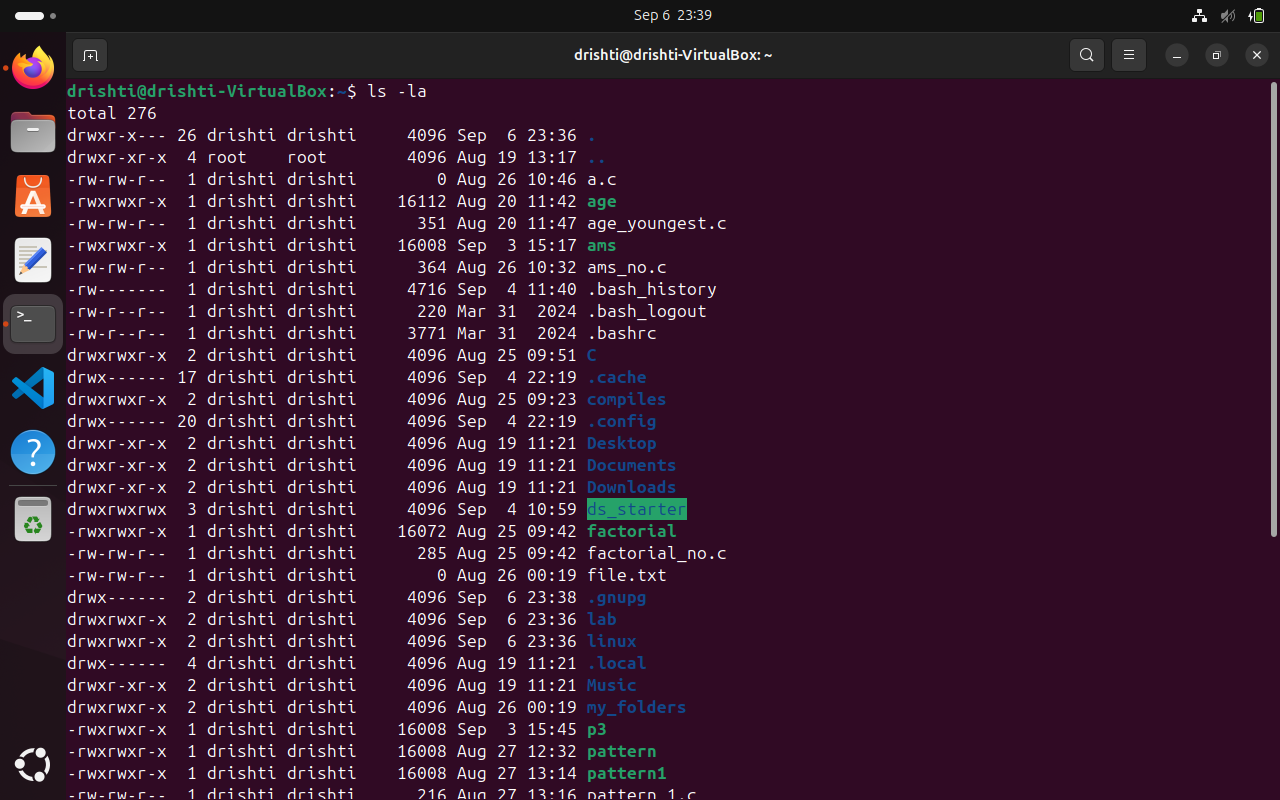 Sep 6 23:39
drishti@drishti-VirtualBox: ~
drishti@drishti-VirtualBox:~$ ls -la
total 276
drwxr-x--- 26 drishti drishti     4096 Sep  6 23:36 .
drwxr-xr-x  4 root    root        4096 Aug 19 13:17 ..
-rw-rw-r--  1 drishti drishti        0 Aug 26 10:46 a.c
-rwxrwxr-x  1 drishti drishti    16112 Aug 20 11:42 age
-rw-rw-r--  1 drishti drishti      351 Aug 20 11:47 age_youngest.c
-rwxrwxr-x  1 drishti drishti    16008 Sep  3 15:17 ams
-rw-rw-r--  1 drishti drishti      364 Aug 26 10:32 ams_no.c
-rw-------  1 drishti drishti     4716 Sep  4 11:40 .bash_history
-rw-r--r--  1 drishti drishti      220 Mar 31  2024 .bash_logout
-rw-r--r--  1 drishti drishti     3771 Mar 31  2024 .bashrc
drwxrwxr-x  2 drishti drishti     4096 Aug 25 09:51 C
drwx------ 17 drishti drishti     4096 Sep  4 22:19 .cache
drwxrwxr-x  2 drishti drishti     4096 Aug 25 09:23 compiles
drwx------ 20 drishti drishti     4096 Sep  4 22:19 .config
drwxr-xr-x  2 drishti drishti     4096 Aug 19 11:21 Desktop
drwxr-xr-x  2 drishti drishti     4096 Aug 19 11:21 Documents
drwxr-xr-x  2 drishti drishti     4096 Aug 19 11:21 Downloads
drwxrwxrwx  3 drishti drishti     4096 Sep  4 10:59 ds_starter
-rwxrwxr-x  1 drishti drishti    16072 Aug 25 09:42 factorial
-rw-rw-r--  1 drishti drishti      285 Aug 25 09:42 factorial_no.c
-rw-rw-r--  1 drishti drishti        0 Aug 26 00:19 file.txt
drwx------  2 drishti drishti     4096 Sep  6 23:38 .gnupg
drwxrwxr-x  2 drishti drishti     4096 Sep  6 23:36 lab
drwxrwxr-x  2 drishti drishti     4096 Sep  6 23:36 linux
drwx------  4 drishti drishti     4096 Aug 19 11:21 .local
drwxr-xr-x  2 drishti drishti     4096 Aug 19 11:21 Music
drwxrwxr-x  2 drishti drishti     4096 Aug 26 00:19 my_folders
-rwxrwxr-x  1 drishti drishti    16008 Sep  3 15:45 p3
-rwxrwxr-x  1 drishti drishti    16008 Aug 27 12:32 pattern
-rwxrwxr-x  1 drishti drishti    16008 Aug 27 13:14 pattern1
-rw-rw-r--  1 drishti drishti      216 Aug 27 13:16 pattern_1.c